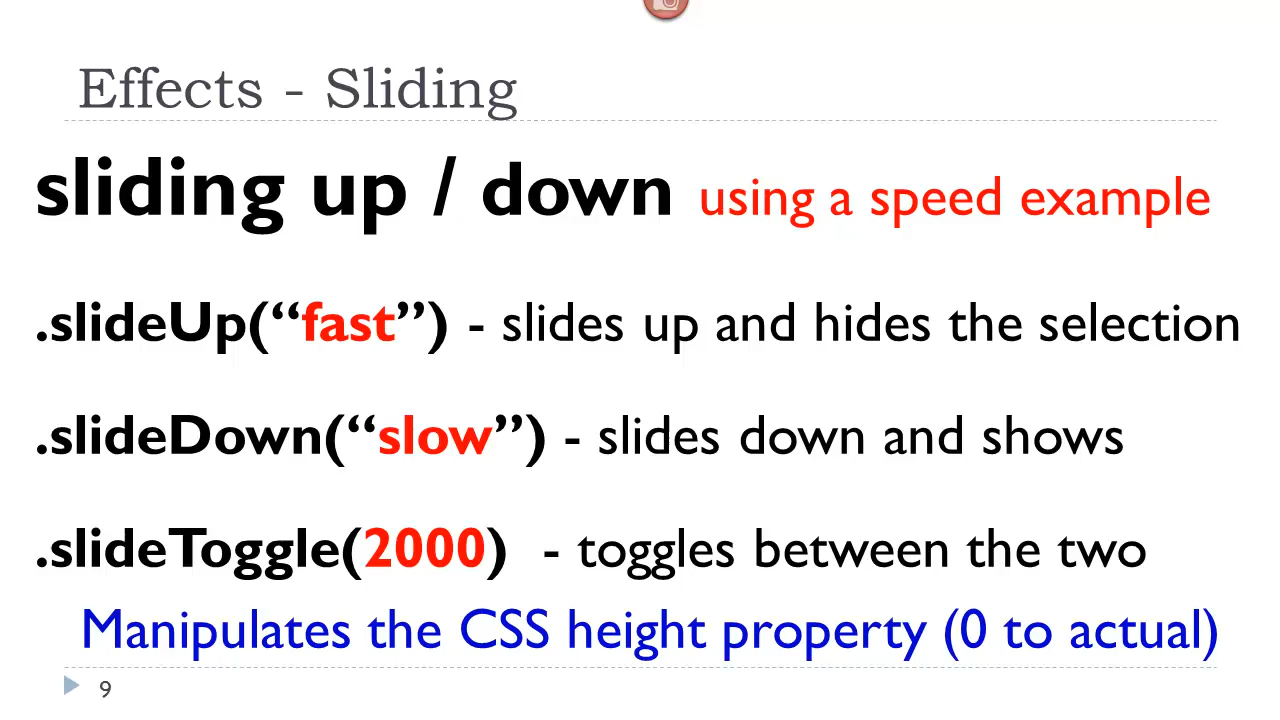 Effects - Sliding
sliding up / down using a speed example
.slideUp(“fast”) - slides up and hides the selection
.slideDown(“slow”) - slides down and shows
.slideToggle(2000) - toggles between the two
Manipulates the CSS height property (0 to actual)
9